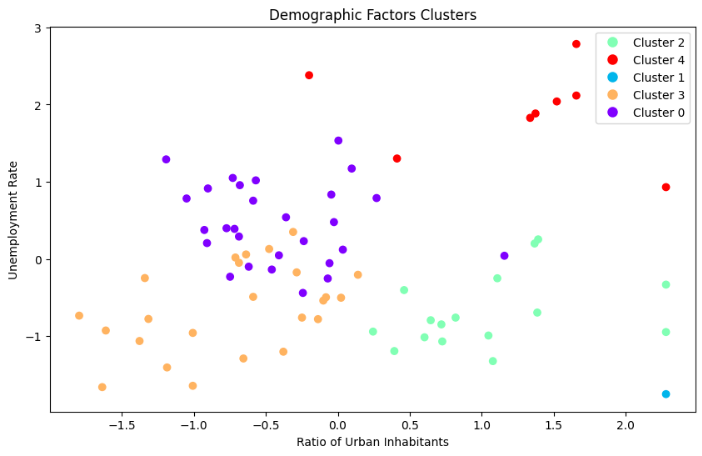 Demographic Factors Clusters
3
2
1
0
−1
Unemployment Rate
Cluster 2
Cluster 4
Cluster 1
Cluster 3
Cluster 0
−1.5
−1.0
−0.5
0.0
0.5
1.0
1.5
2.0
Ratio of Urban Inhabitants